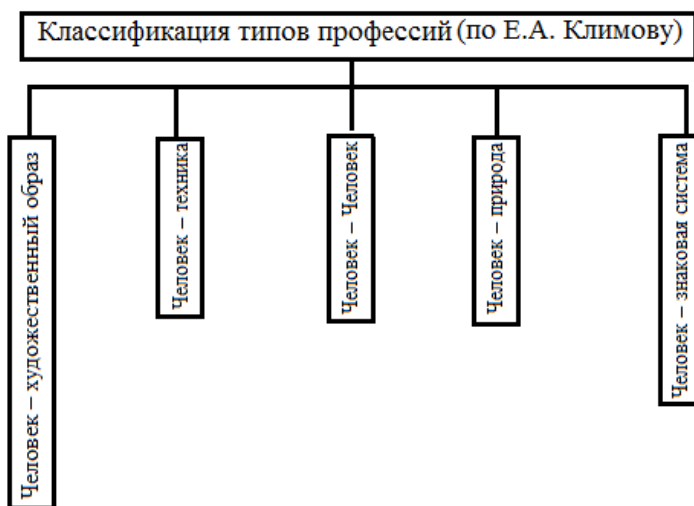 Классификация типов профессий (по Е.А. Климову)
Человек – художественный образ
Человек – техника
Человек – Человек
Человек – природа
Человек – знаковая система